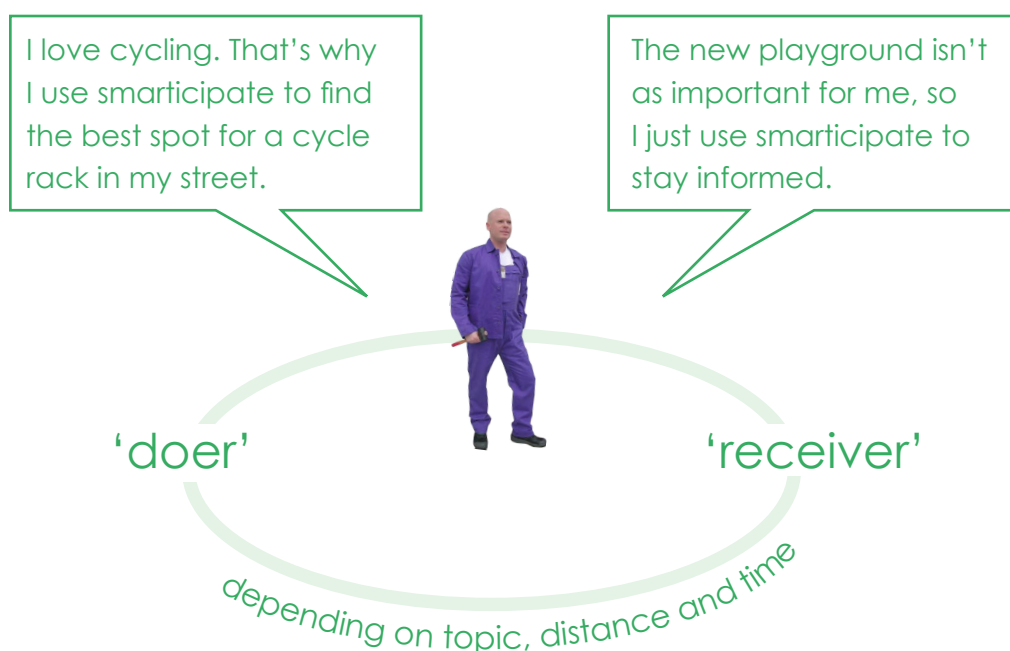 I love cycling. That’s why
I use smarticipate to find
the best spot for a cycle
rack in my street.
The new playground isn’t
as important for me, so
I just use smarticipate to
stay informed.
‘doer’
‘receiver’
depending on topic, distance and time